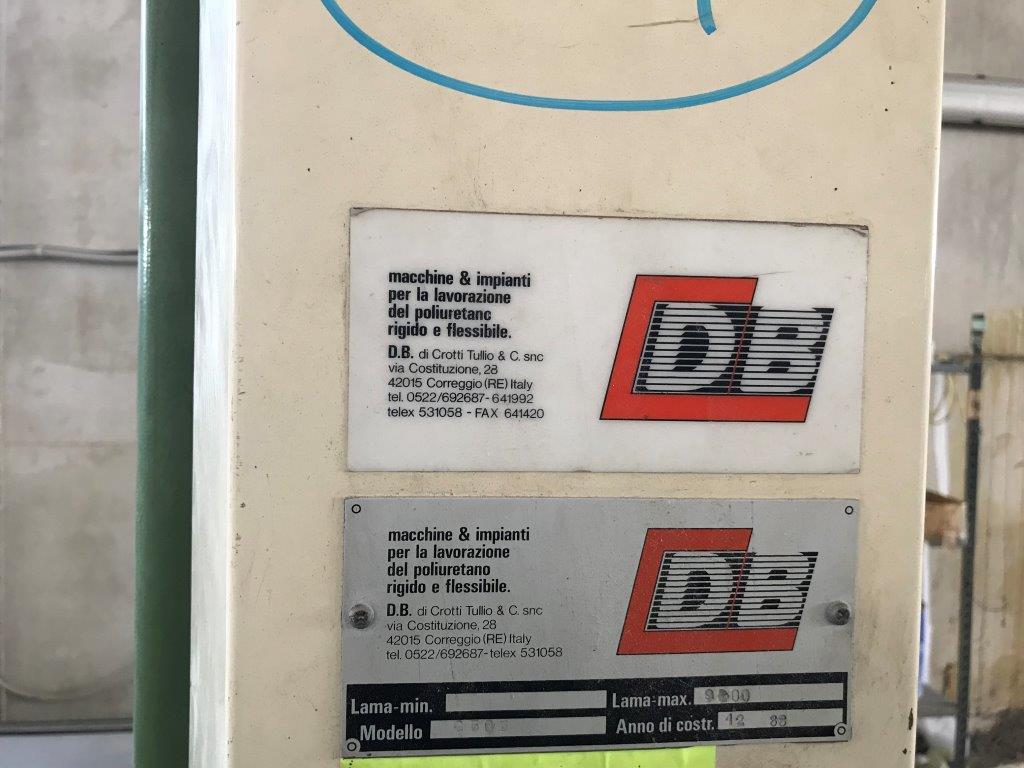 macchine & impianti
per la lavorazione
del poliuretanc
rigido e flessibile.
D.B. di Crotti Tullio & C. snc
via Costituzione, 28
42015 Correggio (RE) Italy
tel. 0522/692687-641992
telex 531058 - FAX 641420
DB
macchine & impianti
per la lavorazione
del poliuretano
rigido e flessibile.
D.B. di Crotti Tullio & C. snc
via Costituzione, 28
42015 Correggio (RE) Italy
tel. 0522/692687-telex 531058
DB
Lama-min.
Lama-max.
Modello
Anno di costr. 12 88